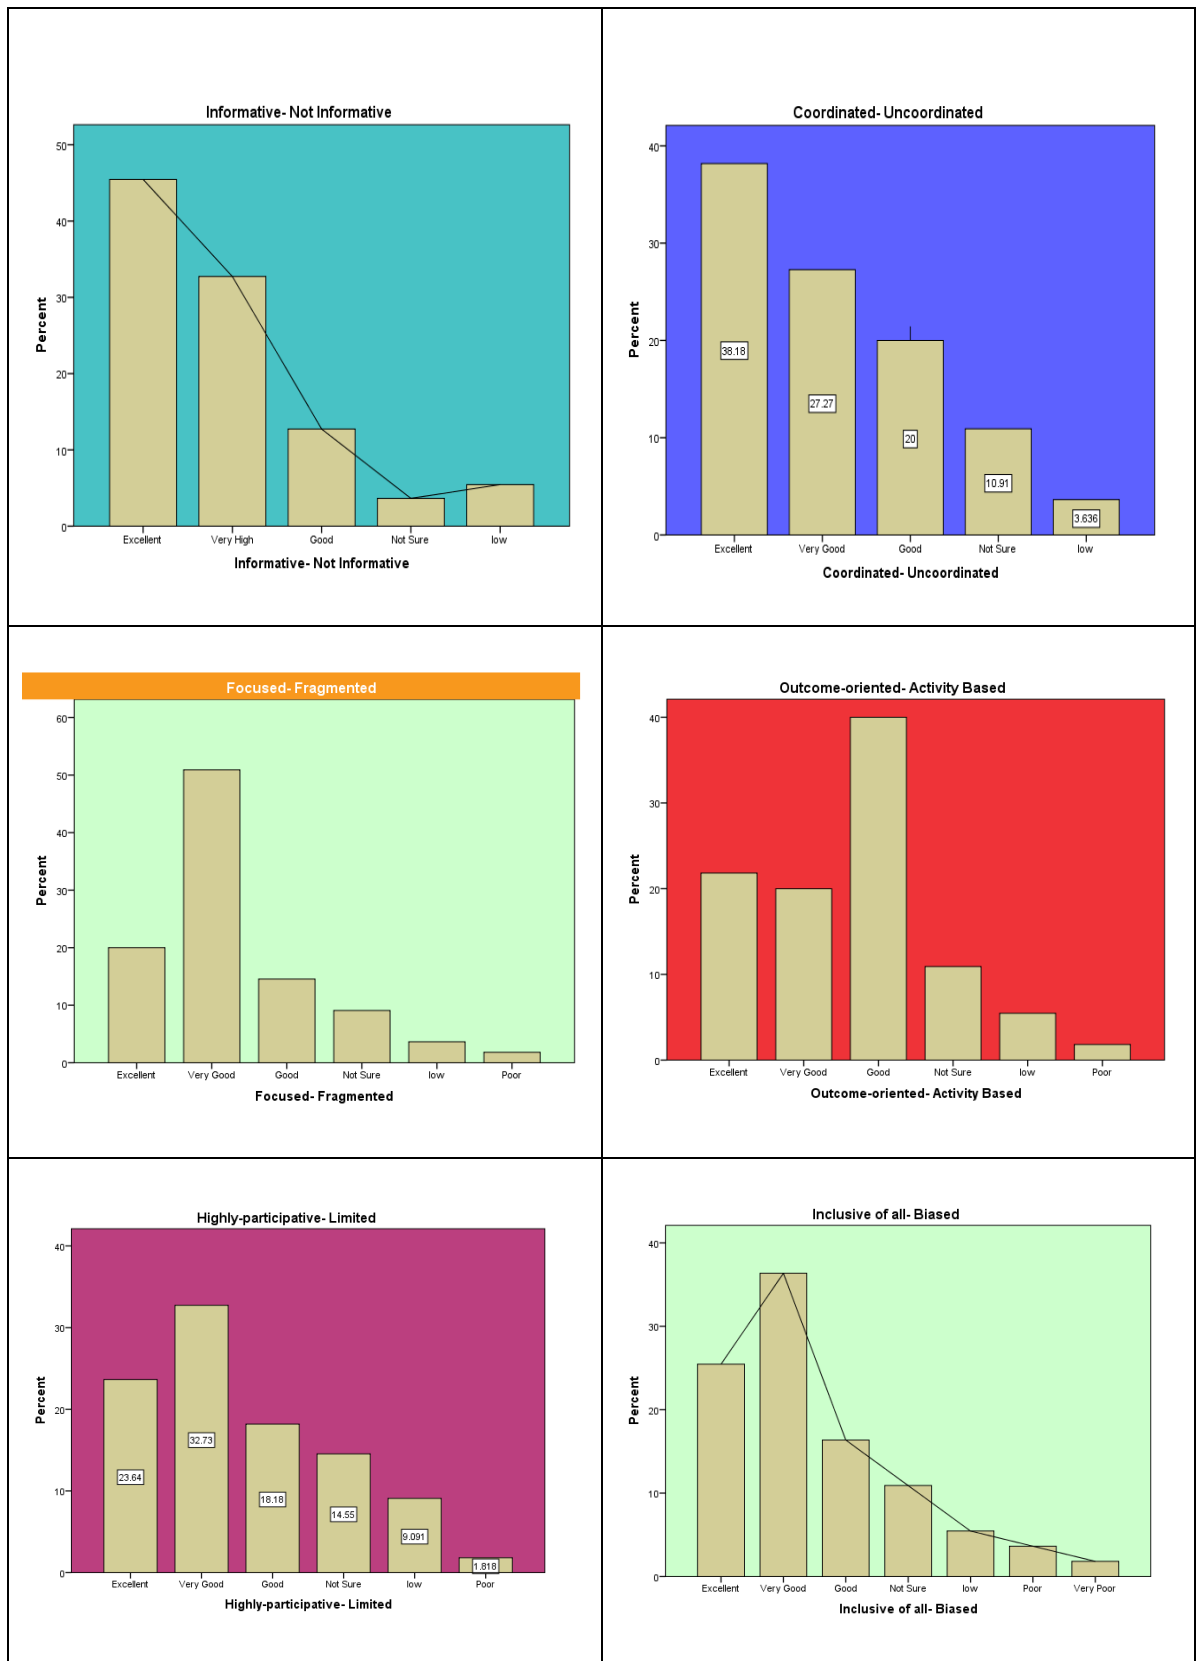 Informative- Not Informative
Percent
50
40
30
20
10
0
Excellent Very High Good Not Sure low
Informative- Not Informative
Coordinated- Uncoordinated
Percent
40
30
20
10
0
38.18
27.27
20
10.91
3.636
Excellent Very Good Good Not Sure low
Coordinated- Uncoordinated
Focused- Fragmented
Percent
60
50
40
30
20
10
0
Excellent Very Good Good Not Sure low Poor
Focused- Fragmented
Outcome-oriented- Activity Based
Percent
40
30
20
10
0
Excellent Very Good Good Not Sure low Poor
Outcome-oriented- Activity Based
Highly-participative- Limited
Percent
40
30
20
10
0
23.64
32.73
18.18
14.55
9.091
1.818
Excellent Very Good Good Not Sure low Poor
Highly-participative- Limited
Inclusive of all- Biased
Percent
40
30
20
10
0
Excellent Very Good Good Not Sure low Poor Very Poor
Inclusive of all- Biased